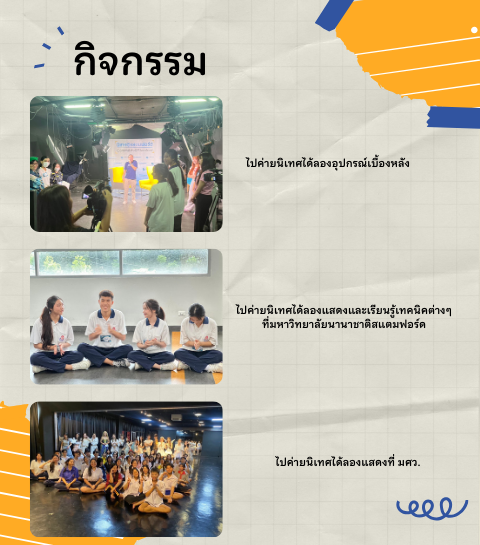 กิจกรรม
ไปค่ายนิเทศได้ลองอุปกรณ์เบื้องหลัง
ไปค่ายนิเทศได้ลองแสดงและเรียนรู้เทคนิคต่างๆ
ที่มหาวิทยาลัยนานาชาติสแตมฟอร์ด
ไปค่ายนิเทศได้ลองแสดงที่ มศว.